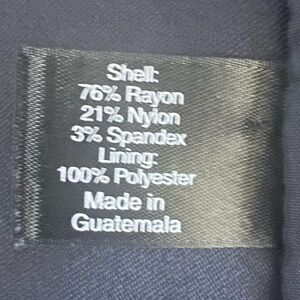 Shell:
76% Rayon
21% Nylon
3% Spandex
Lining:
100% Polyester
Made in
Guatemala